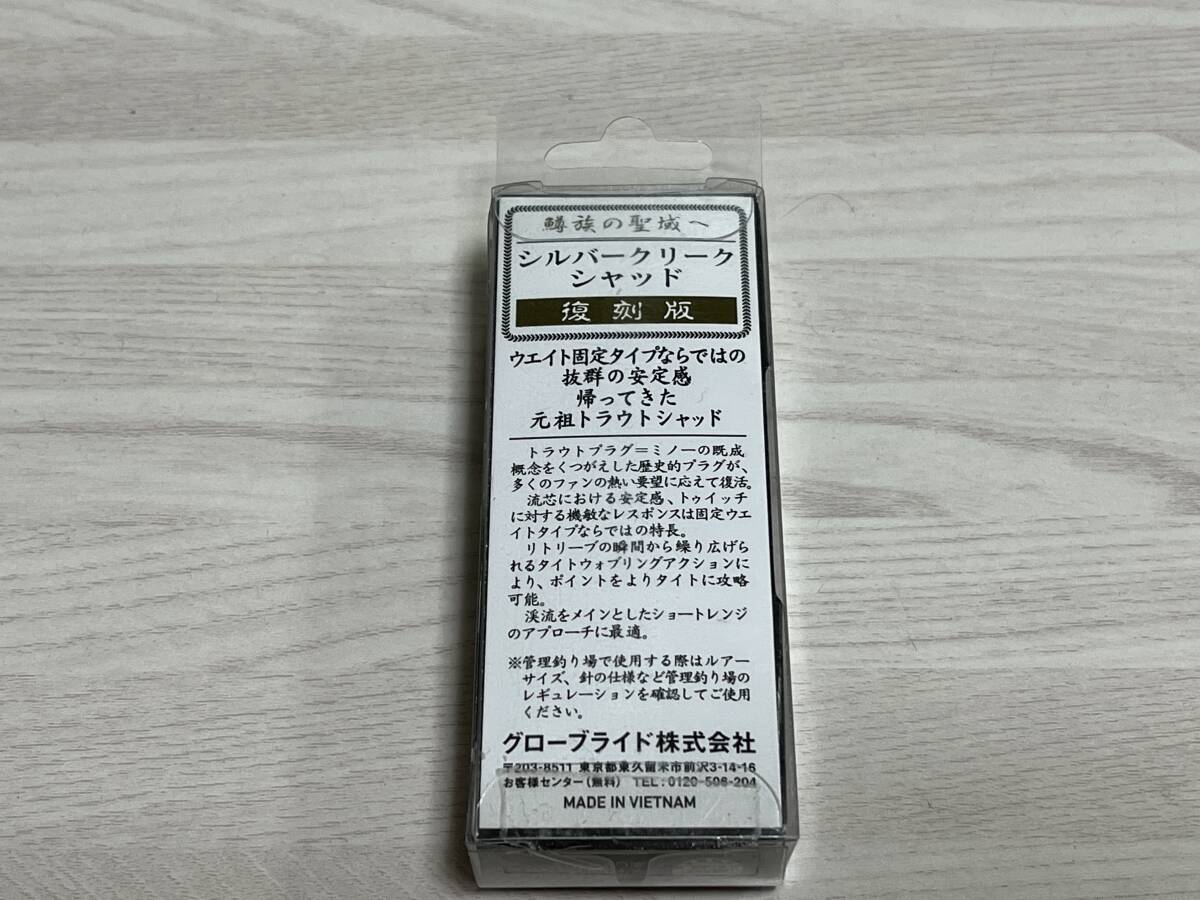 鱒族の聖域へ
シルバークリーク
シャッド
復刻版
ウエイト固定タイプならではの
抜群の安定感
帰ってきた
元祖トラウトシャッド
トラウトプラグ＝ミノーの既成
概念をくつがえした歴史的プラグが、
多くのファンの熱い要望に応えて復活。
流芯における安定感、トゥイッチ
に対する機敏なレスポンスは固定ウエ
イトタイプならではの特長。
リトリーブの瞬間から繰り広げら
れるタイトウォブリングアクションに
より、ポイントをよりタイトに攻略
可能。
渓流をメインとしたショートレンジ
のアプローチに最適。
※管理釣り場で使用する際はルアー
サイズ、針の仕様など管理釣り場の
レギュレーションを確認してご使用
ください。
グローブライド株式会社
〒203-8511 東京都東久留米市前沢3-14-16
お客様センター(無料) TEL:0120-506-204
MADE IN VIETNAM